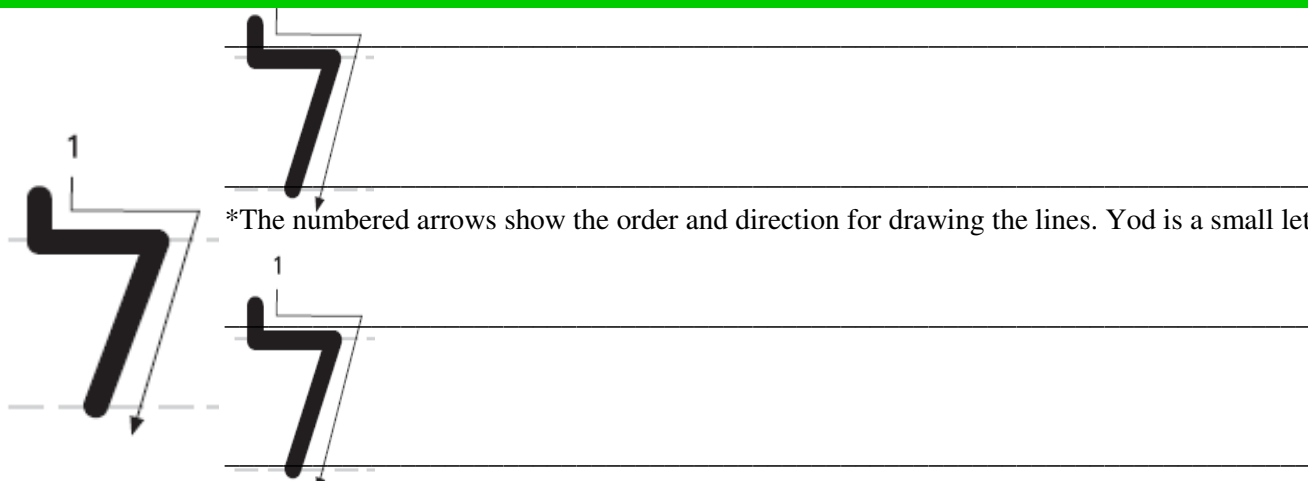 ל
1
ל
*The numbered arrows show the order and direction for drawing the lines. Yod is a small let
1
ל